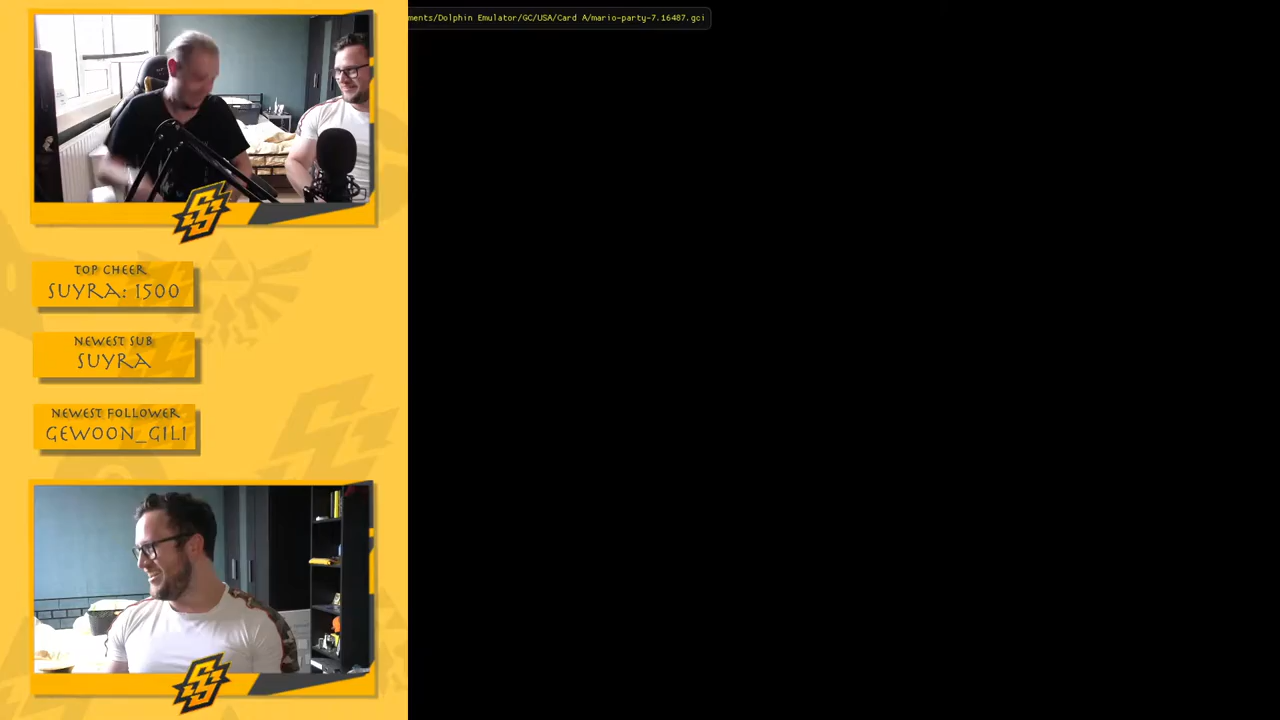 ments/Dolphin Emulator/GC/USA/Card A/mario-party-7.16487.gci
TOP CHEER
SUYRA: 1500
NEWEST SUB
SUYRA
NEWEST FOLLOWER
GEWOON_GILI